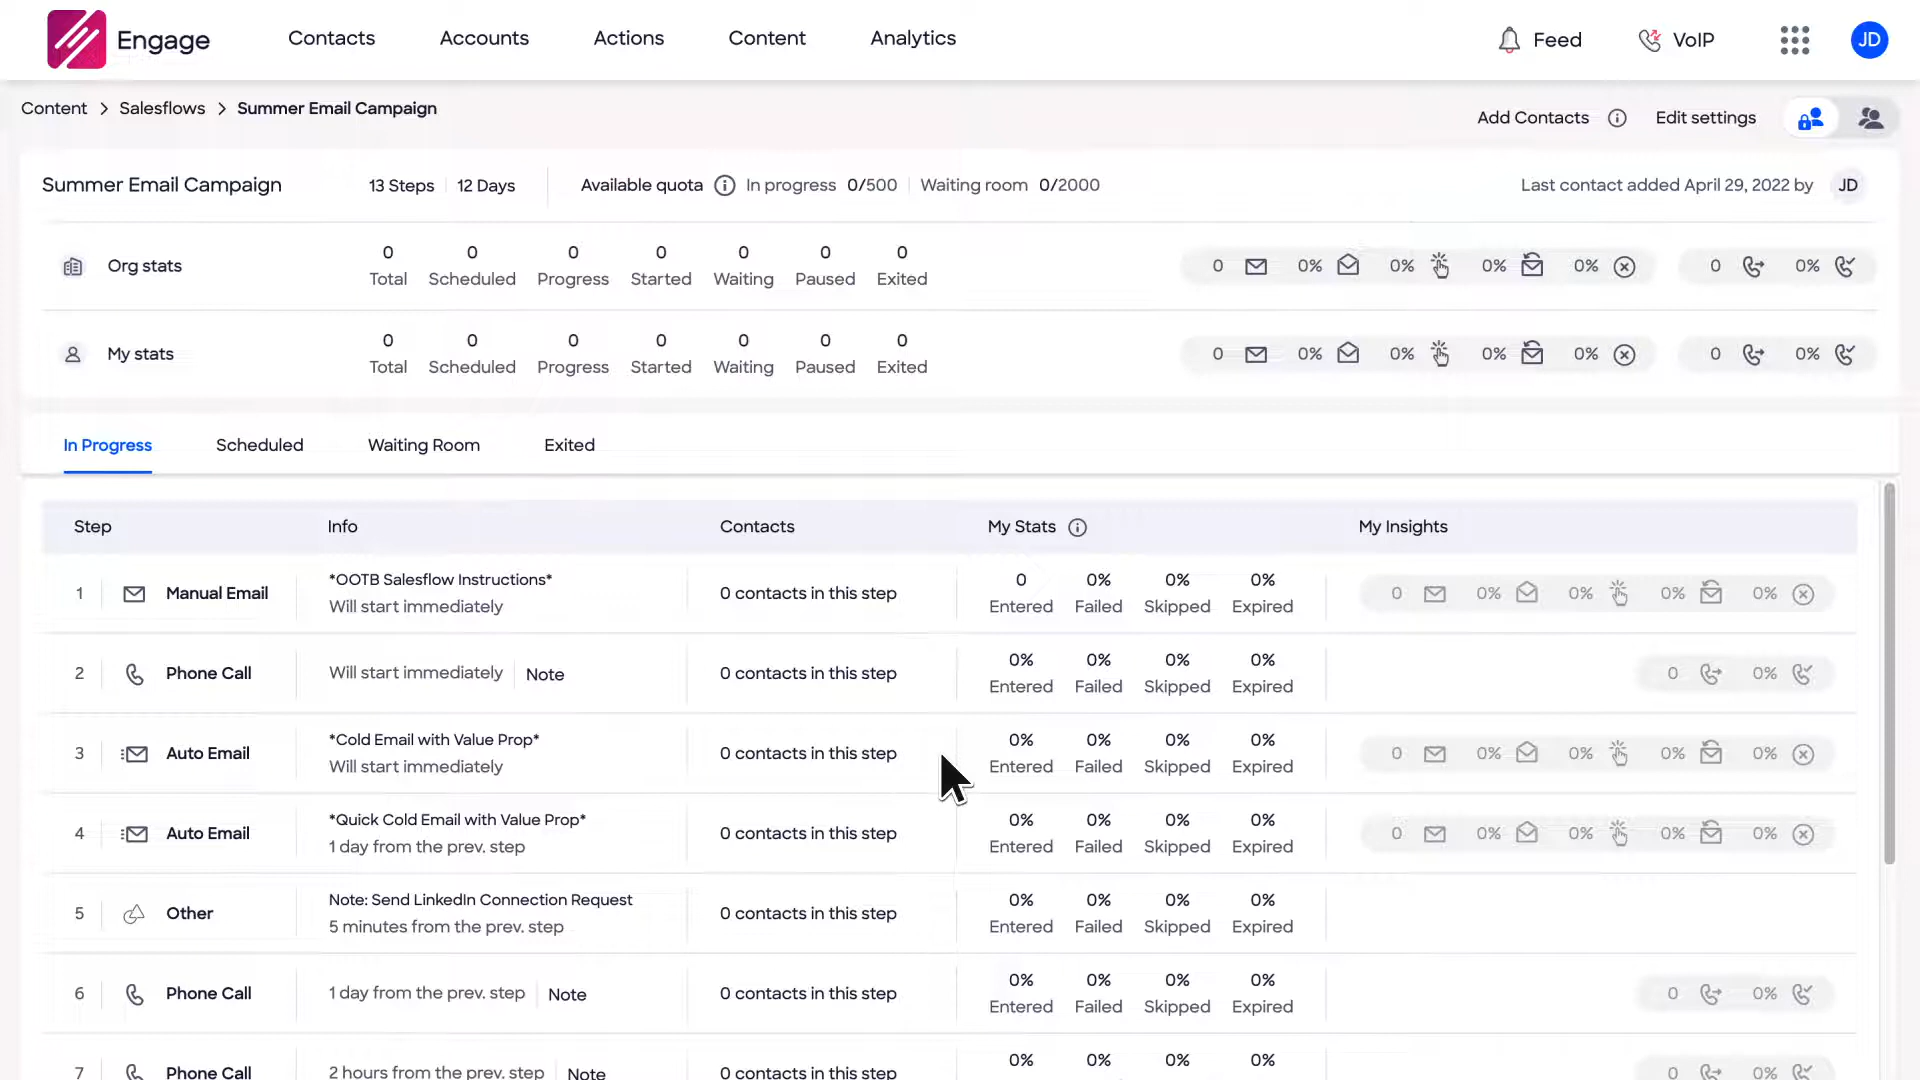 Engage Contacts Accounts Actions Content Analytics Feed VoIP JD
Content > Salesflows > Summer Email Campaign Add Contacts Edit settings
Summer Email Campaign 13 Steps 12 Days Available quota In progress 0/500 Waiting room 0/2000 Last contact added April 29, 2022 by JD
Org stats
0 0 0 0 0 0 0
Total Scheduled Progress Started Waiting Paused Exited
0 0% 0% 0% 0% 0 0%
My stats
0 0 0 0 0 0 0
Total Scheduled Progress Started Waiting Paused Exited
0 0% 0% 0% 0% 0 0%
In Progress Scheduled Waiting Room Exited
Step Info Contacts My Stats My Insights
1 Manual Email
*OOTB Salesflow Instructions*
Will start immediately
0 contacts in this step
0 0% 0% 0%
Entered Failed Skipped Expired
0 0% 0% 0% 0%
2 Phone Call
Will start immediately Note
0 contacts in this step
0% 0% 0% 0%
Entered Failed Skipped Expired
0 0%
3 Auto Email
*Cold Email with Value Prop*
Will start immediately
0 contacts in this step
0% 0% 0% 0%
Entered Failed Skipped Expired
0 0% 0% 0% 0%
4 Auto Email
*Quick Cold Email with Value Prop*
1 day from the prev. step
0 contacts in this step
0% 0% 0% 0%
Entered Failed Skipped Expired
0 0% 0% 0% 0%
5 Other
Note: Send LinkedIn Connection Request
5 minutes from the prev. step
0 contacts in this step
0% 0% 0% 0%
Entered Failed Skipped Expired
6 Phone Call
1 day from the prev. step Note
0 contacts in this step
0% 0% 0% 0%
Entered Failed Skipped Expired
0 0%
7 Phone Call
2 hours from the prev. step Note
0 contacts in this step
0% 0% 0% 0%
0 0%